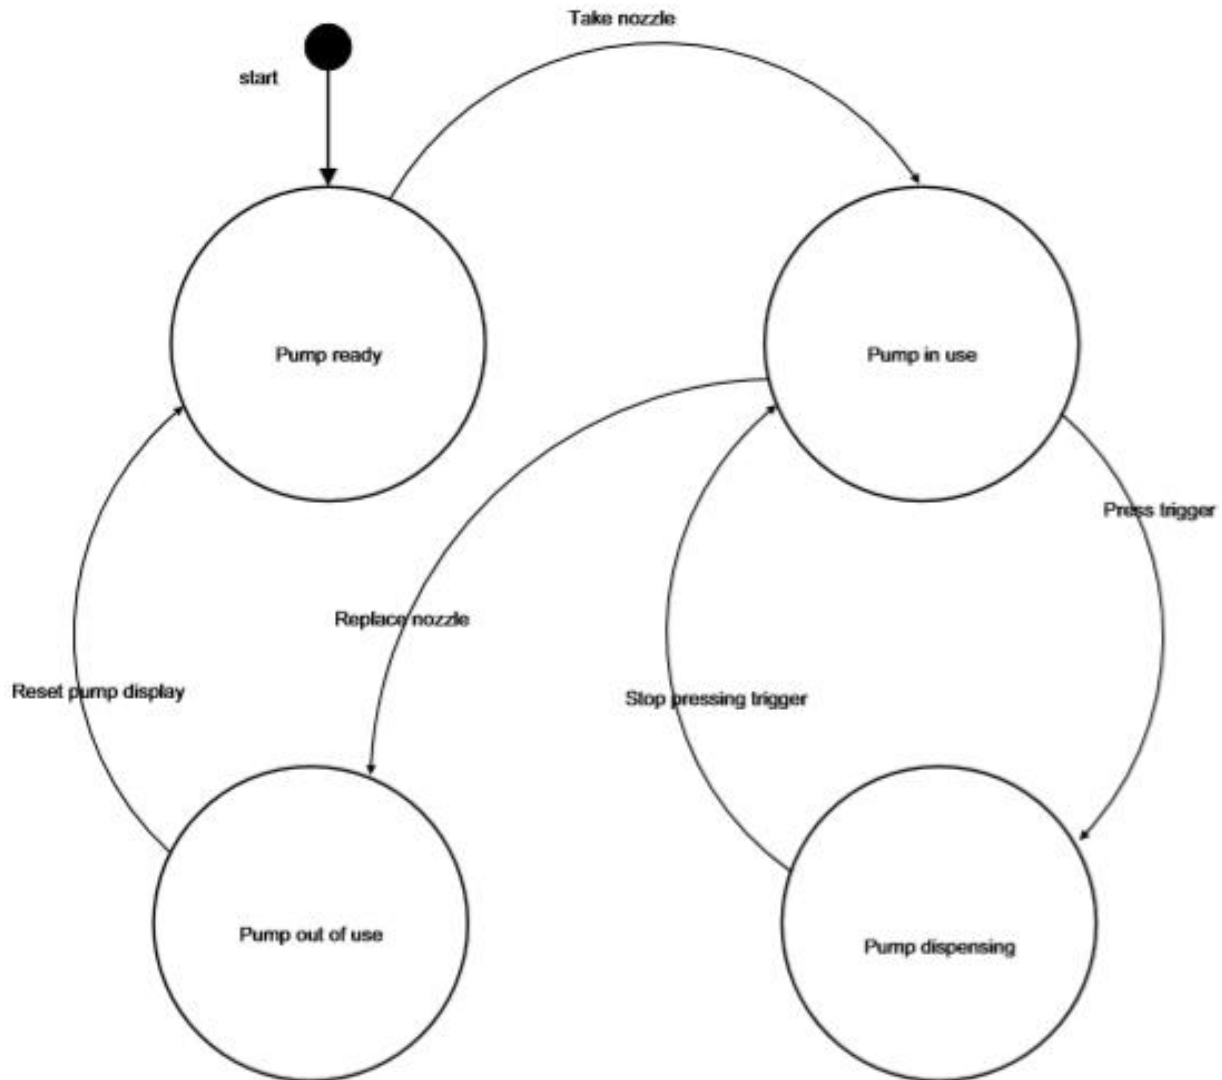 Take nozzle
start
Pump ready
Pump in use
Press trigger
Replace nozzle
Reset pump display
Stop pressing trigger
Pump out of use
Pump dispensing